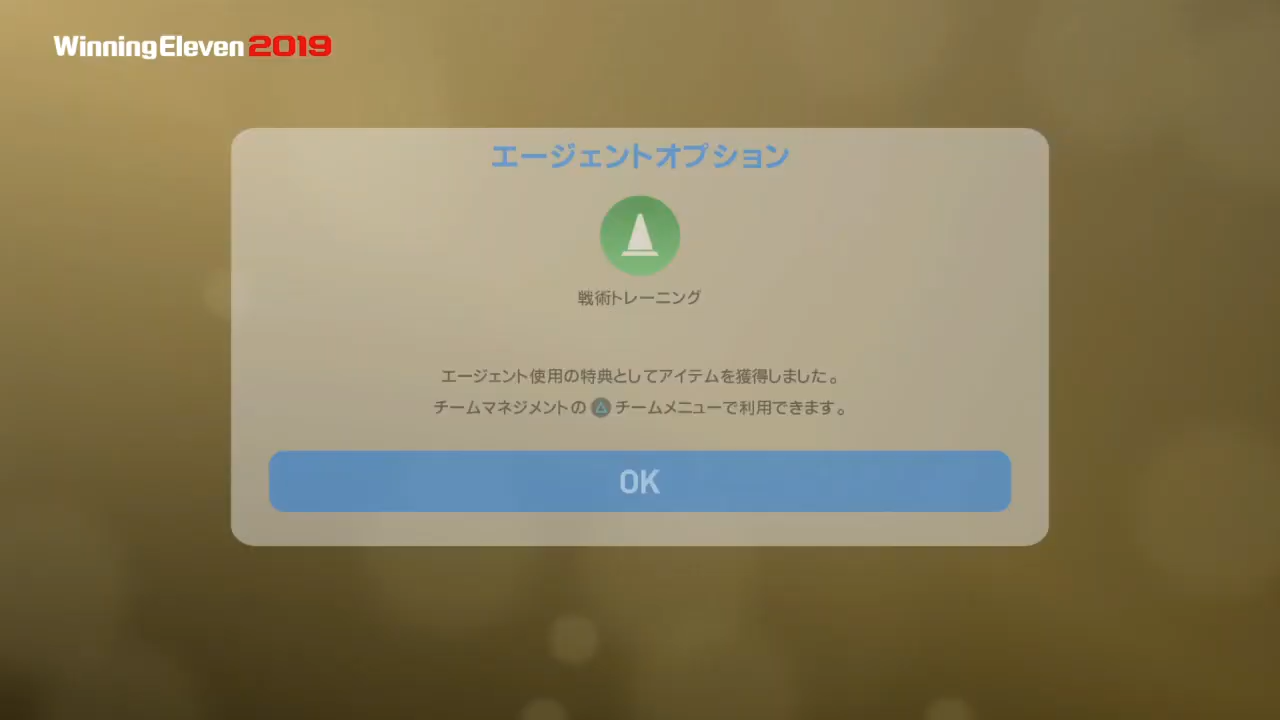 WinningEleven 2019
エージェントオプション
戦術トレーニング
エージェント使用の特典としてアイテムを獲得しました。
チームマネジメントの△チームメニューで利用できます。
OK